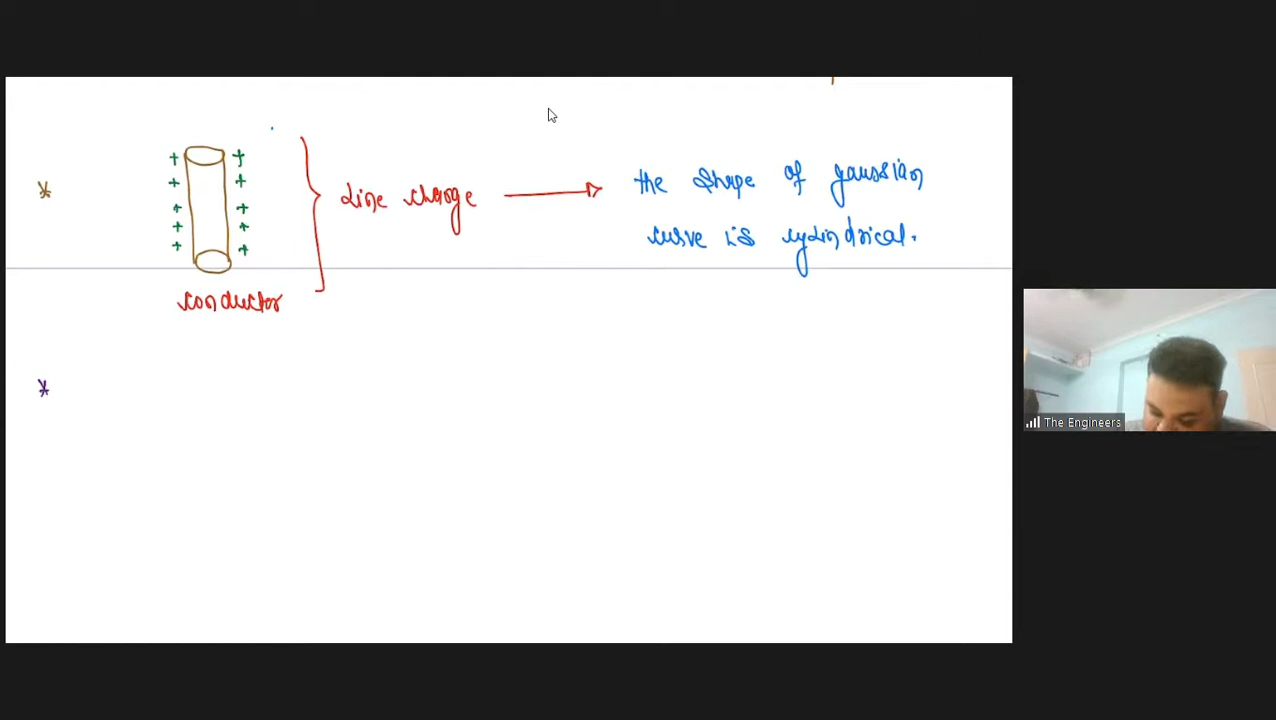 * + + + + + + + + + + Line charge → the shape of gaussian
curve is cylindrical.
conductor
*
The Engineers